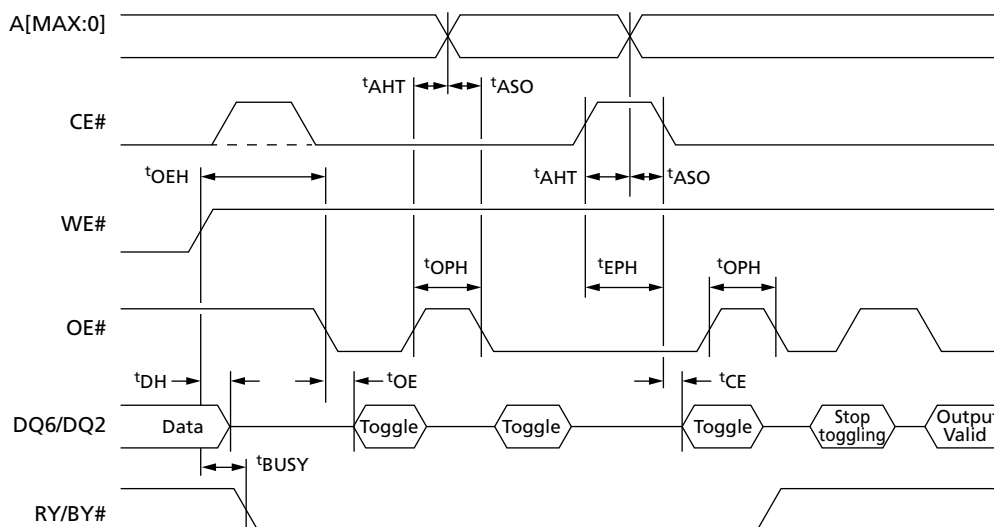 A[MAX:0]
tAHT tASO
CE#
tOEH
tAHT tASO
WE#
tOPH tEPH tOPH
OE#
tDH tOE tCE
DQ6/DQ2 Data Toggle Toggle Toggle Stop toggling Output Valid
tBUSY
RY/BY#